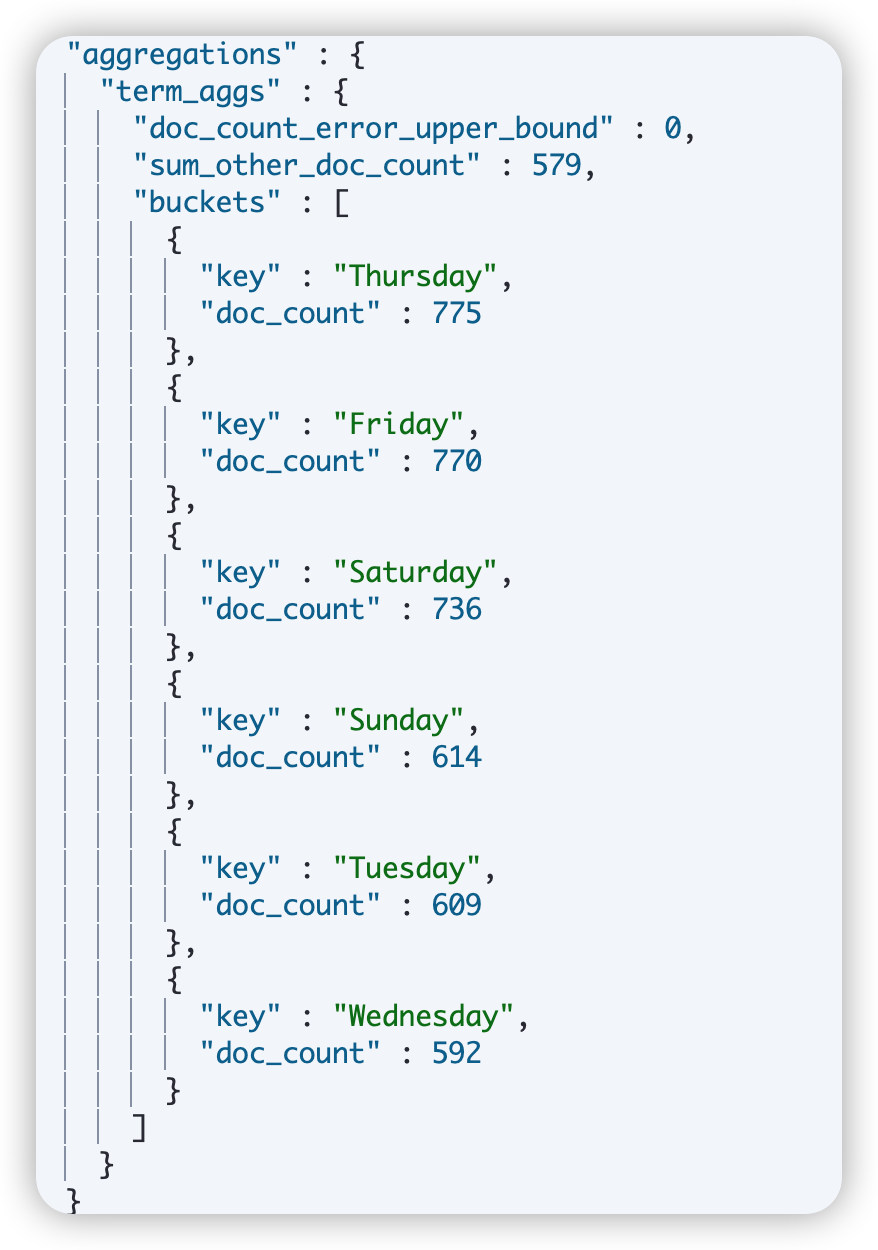 "aggregations" : {
"term_aggs" : {
"doc_count_error_upper_bound" : 0,
"sum_other_doc_count" : 579,
"buckets" : [
{
"key" : "Thursday",
"doc_count" : 775
},
{
"key" : "Friday",
"doc_count" : 770
},
{
"key" : "Saturday",
"doc_count" : 736
},
{
"key" : "Sunday",
"doc_count" : 614
},
{
"key" : "Tuesday",
"doc_count" : 609
},
{
"key" : "Wednesday",
"doc_count" : 592
}
]
}
}